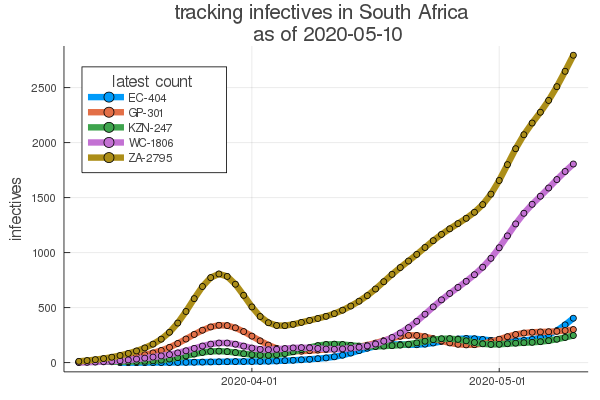 tracking infectives in South Africa
as of 2020-05-10
latest count
EC-404
GP-301
KZN-247
WC-1806
ZA-2795
infectives
2500
2000
1500
1000
500
0
2020-04-01
2020-05-01